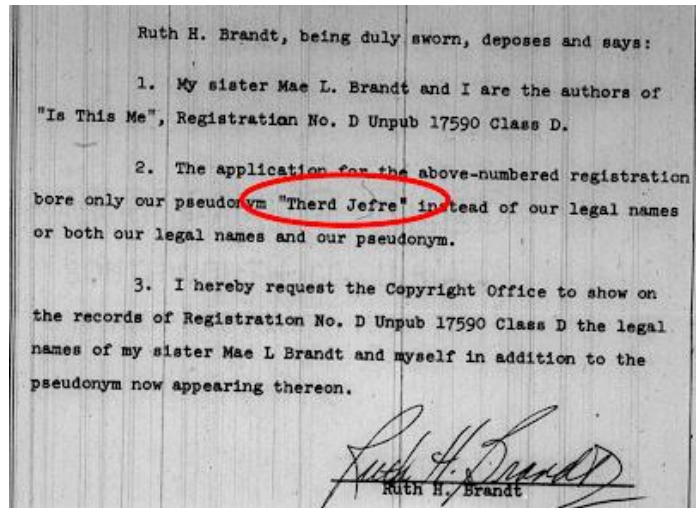 Ruth H. Brandt, being duly sworn, deposes and says:
1. My sister Mae L. Brandt and I are the authors of
"Is This Me", Registration No. D Unpub 17590 Class D.
2. The application for the above-numbered registration
bore only our pseudonym "Therd Jefre" instead of our legal names
or both our legal names and our pseudonym.
3. I hereby request the Copyright Office to show on
the records of Registration No. D Unpub 17590 Class D the legal
names of my sister Mae L Brandt and myself in addition to the
pseudonym now appearing thereon.
Ruth H. Brandt
Ruth H. Brandt